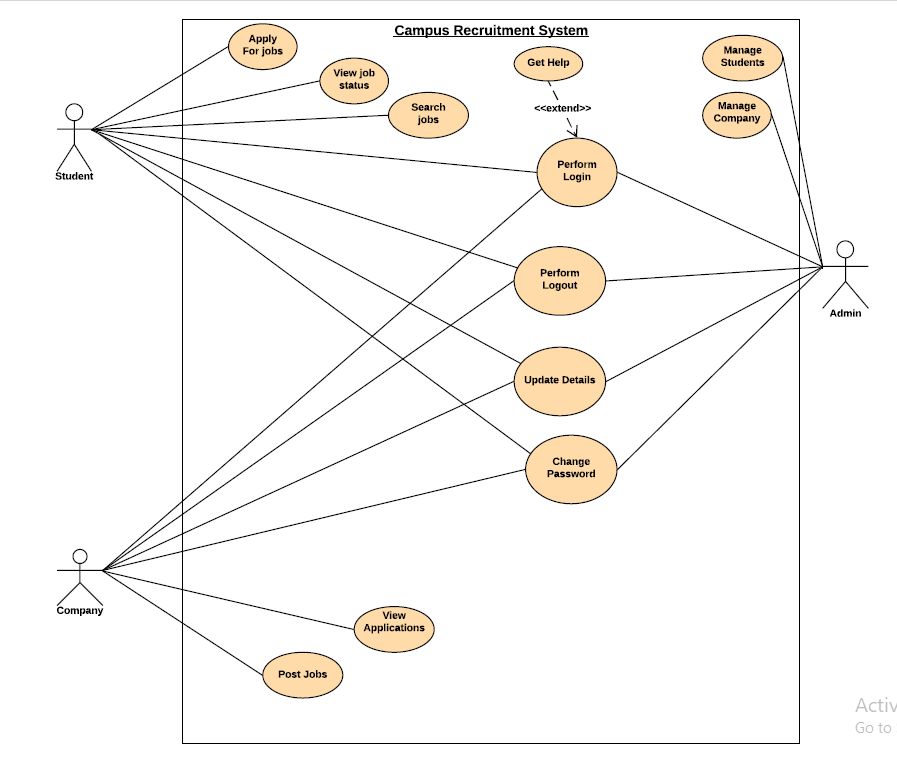 Campus Recruitment System
Apply
For jobs
View job
status
Search
jobs
Get Help
<<extend>>
Manage
Students
Manage
Company
Perform
Login
Student
Perform
Logout
Admin
Update Details
Change
Password
Company
View
Applications
Post Jobs
Activ
Go to